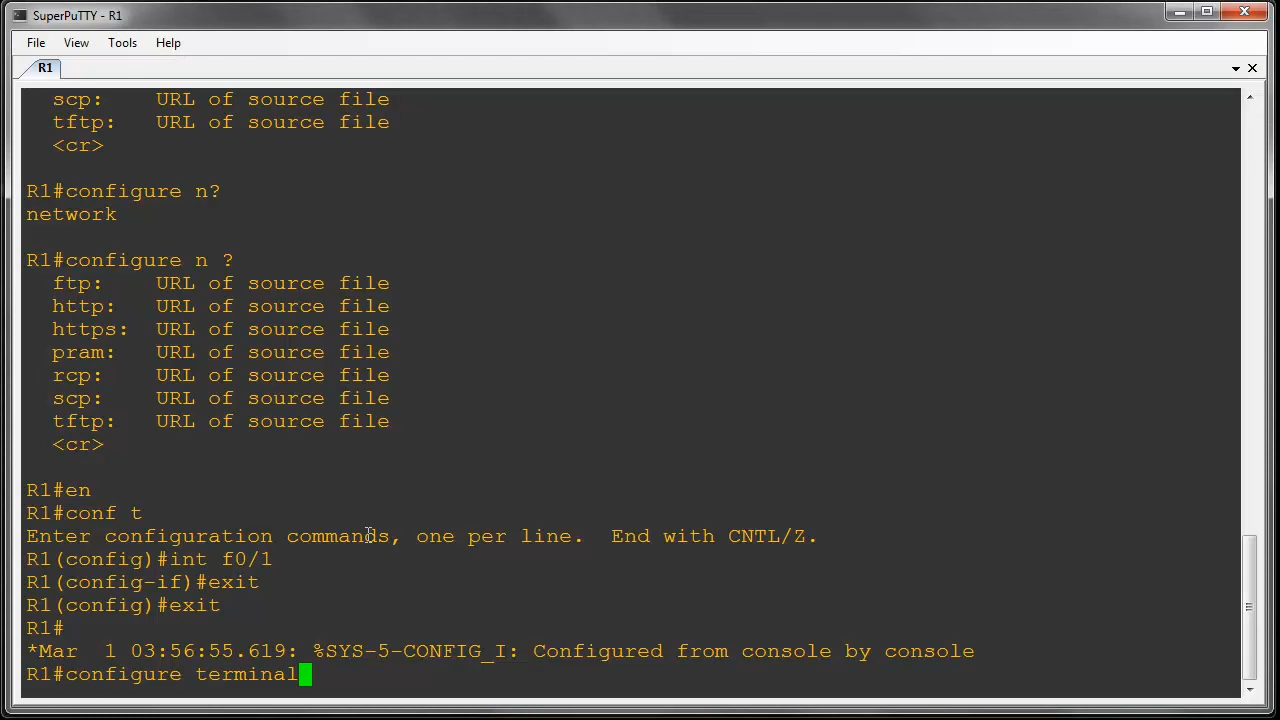 SuperPuTTY - R1
File View Tools Help
R1
scp: URL of source file
tftp: URL of source file
<cr>
R1#configure n?
network
R1#configure n ?
ftp: URL of source file
http: URL of source file
https: URL of source file
pram: URL of source file
rcp: URL of source file
scp: URL of source file
tftp: URL of source file
<cr>
R1#en
R1#conf t
Enter configuration commands, one per line. End with CNTL/Z.
R1(config)#int f0/1
R1(config-if)#exit
R1(config)#exit
R1#
*Mar 1 03:56:55.619: %SYS-5-CONFIG_I: Configured from console by console
R1#configure terminal